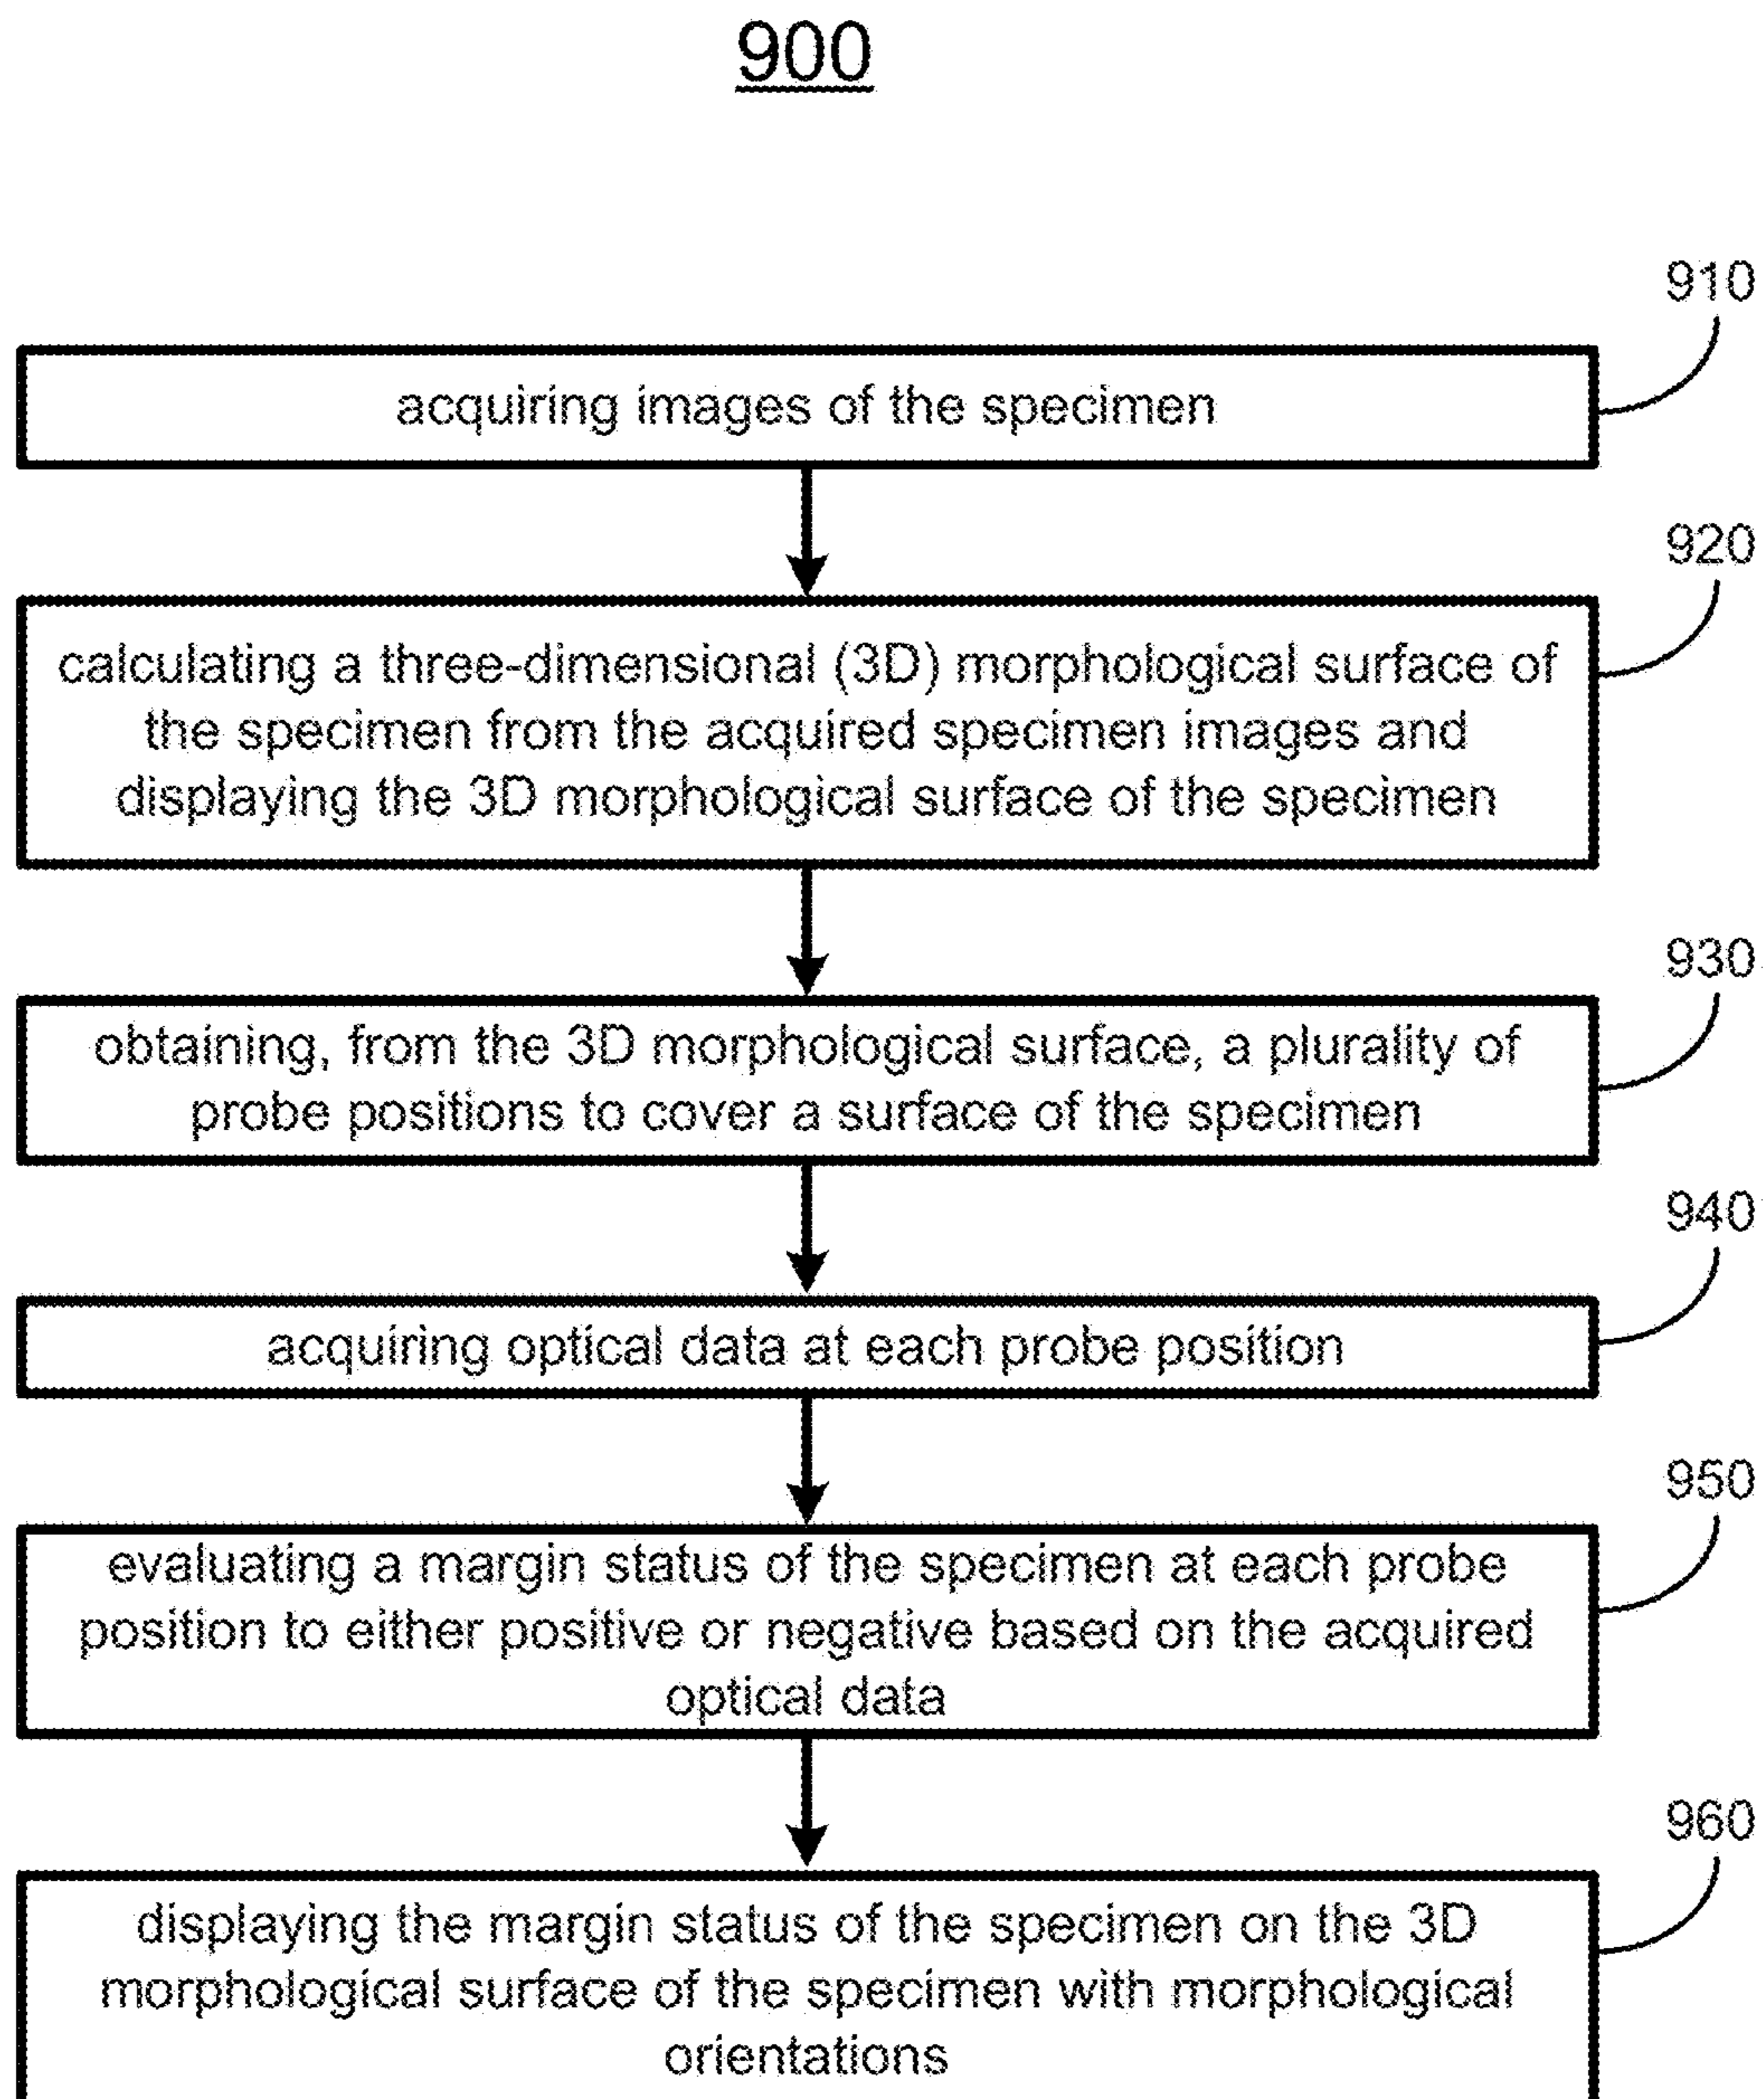 900
910
acquiring images of the specimen
920
calculating a three-dimensional (3D) morphological surface of
the specimen from the acquired specimen images and
displaying the 3D morphological surface of the specimen
930
obtaining, from the 3D morphological surface, a plurality of
probe positions to cover a surface of the specimen
940
acquiring optical data at each probe position
950
evaluating a margin status of the specimen at each probe
position to either positive or negative based on the acquired
optical data
960
displaying the margin status of the specimen on the 3D
morphological surface of the specimen with morphological
orientations